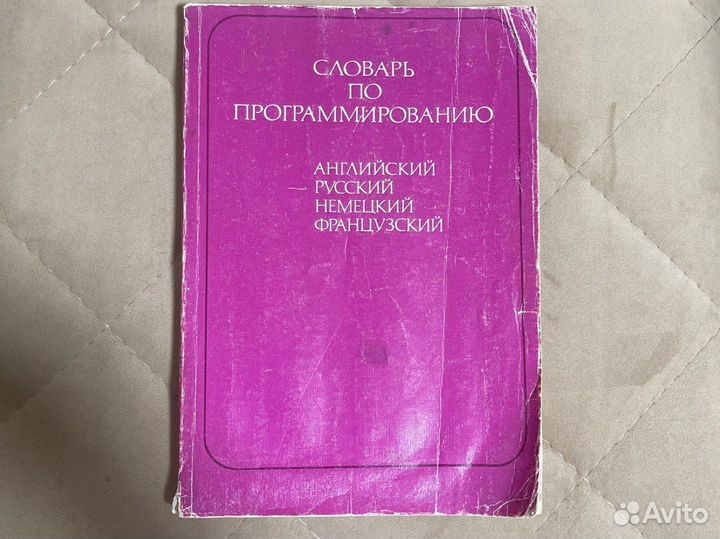 СЛОВАРЬ
ПО
ПРОГРАММИРОВАНИЮ
АНГЛИЙСКИЙ
РУССКИЙ
НЕМЕЦКИЙ
ФРАНЦУЗСКИЙ
Avito